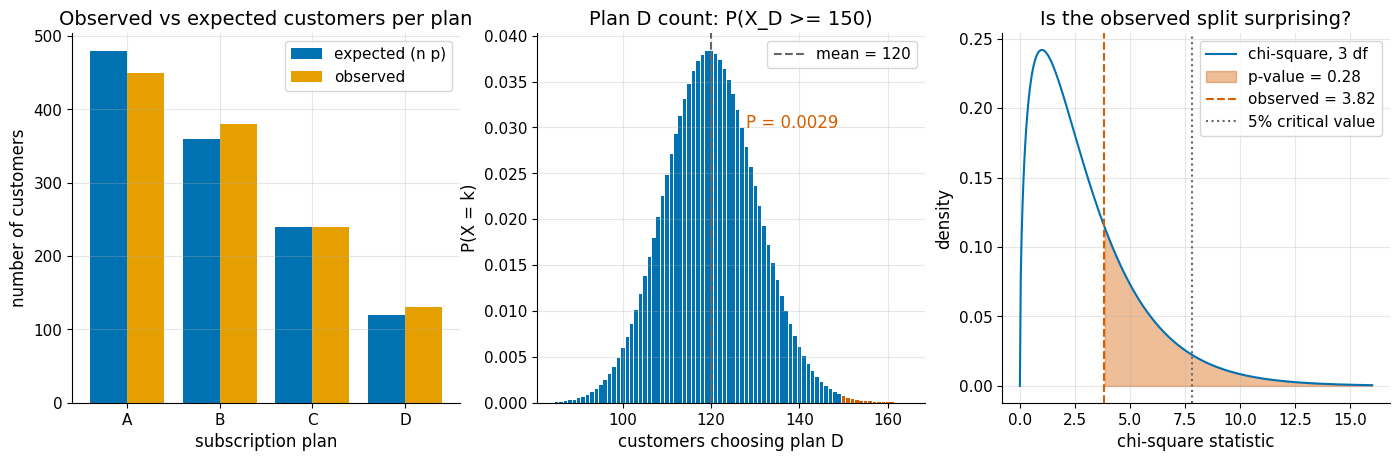 Observed vs expected customers per plan
500
400
300
200
100
0
number of customers
expected (n p)
observed
A B C D
subscription plan
Plan D count: P(X_D >= 150)
0.040
0.035
0.030
0.025
0.020
0.015
0.010
0.005
0.000
P(X = k)
mean = 120
P = 0.0029
100 120 140 160
customers choosing plan D
Is the observed split surprising?
0.25
0.20
0.15
0.10
0.05
0.00
density
chi-square, 3 df
p-value = 0.28
observed = 3.82
5% critical value
0.0 2.5 5.0 7.5 10.0 12.5 15.0
chi-square statistic